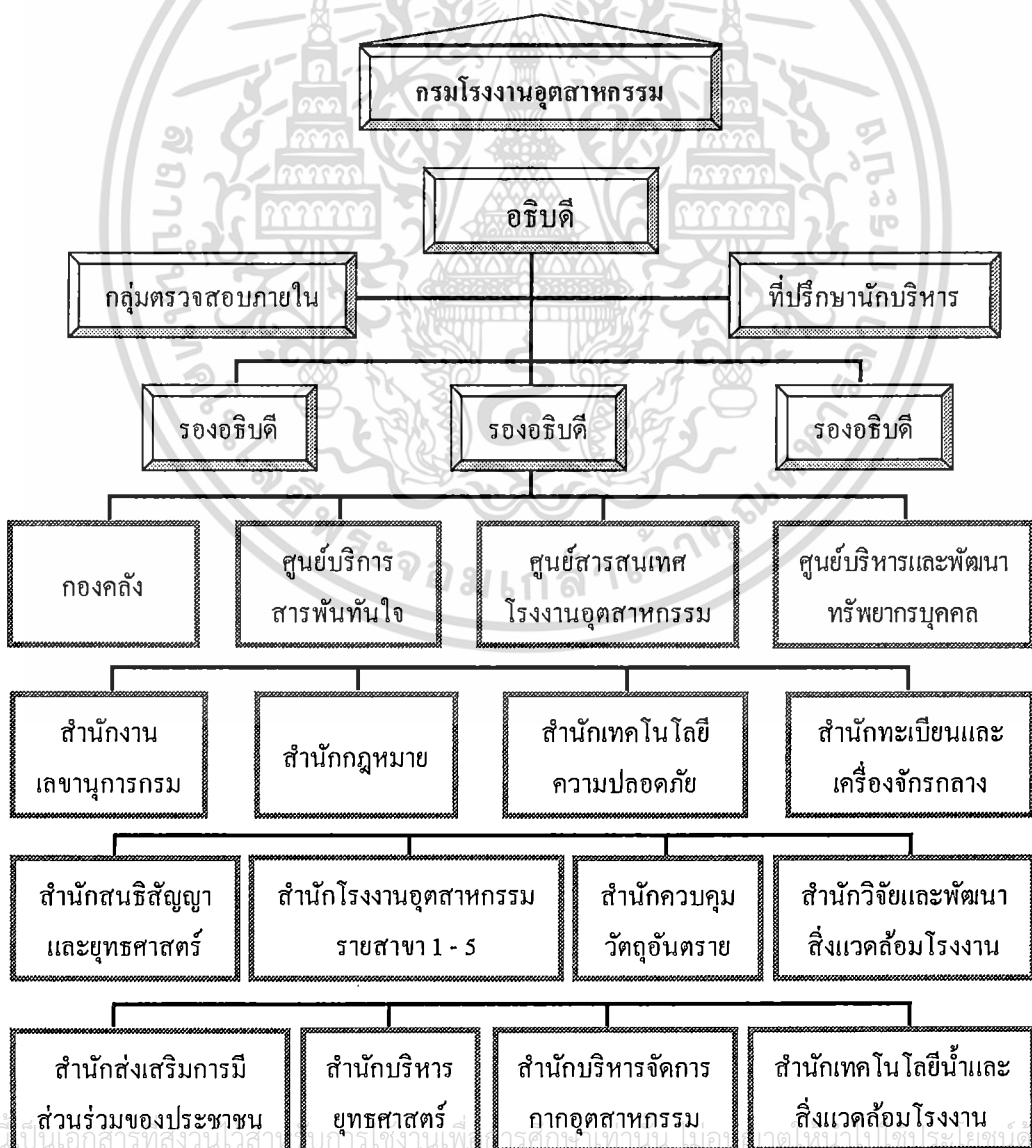 กรมโรงงานอุตสาหกรรม
อธิบดี
กลุ่มตรวจสอบภายใน
ที่ปรึกษานักบริหาร
รองอธิบดี
รองอธิบดี
รองอธิบดี
กองคลัง
ศูนย์บริการ
สารพันทันใจ
ศูนย์สารสนเทศ
โรงงานอุตสาหกรรม
ศูนย์บริหารและพัฒนา
ทรัพยากรบุคคล
สำนักงาน
เลขานุการกรม
สำนักกฎหมาย
สำนักเทคโนโลยี
ความปลอดภัย
สำนักทะเบียนและ
เครื่องจักรกลาง
สำนักสนธิสัญญา
และยุทธศาสตร์
สำนักโรงงานอุตสาหกรรม
รายสาขา 1 - 5
สำนักควบคุม
วัตถุอันตราย
สำนักวิจัยและพัฒนา
สิ่งแวดล้อมโรงงาน
สำนักส่งเสริมการมี
ส่วนร่วมของประชาชน
สำนักบริหาร
ยุทธศาสตร์
สำนักบริหารจัดการ
กากอุตสาหกรรม
สำนักเทคโนโลยีน้ำและ
สิ่งแวดล้อมโรงงาน